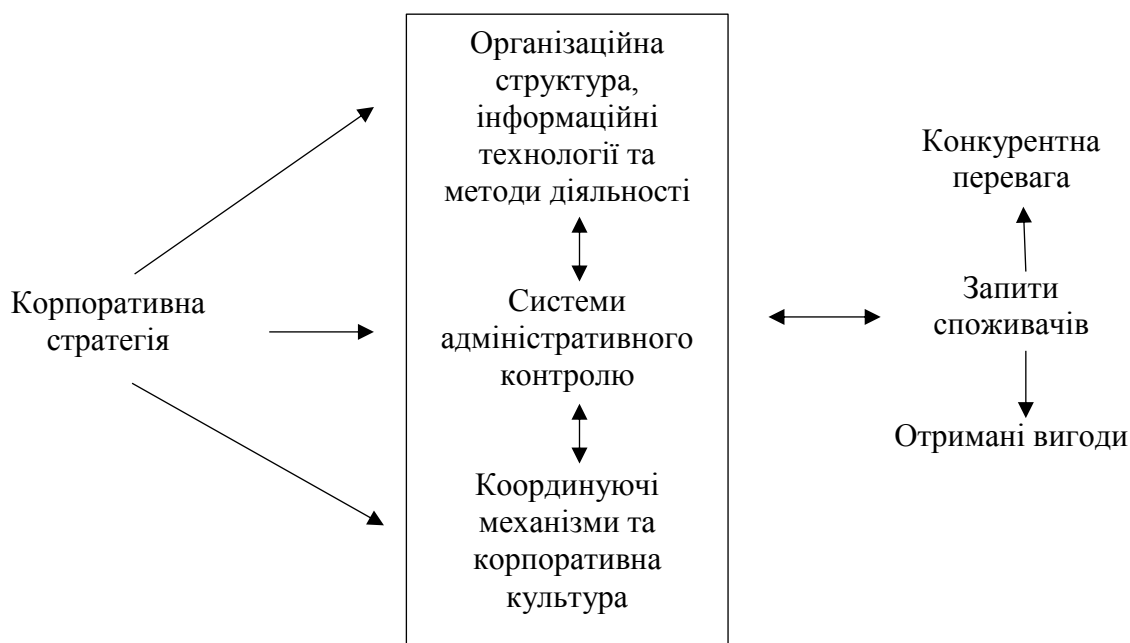 Корпоративна
стратегія
Організаційна
структура,
інформаційні
технології та
методи діяльності
Системи
адміністративного
контролю
Координуючі
механізми та
корпоративна
культура
Конкурентна
перевага
Запити
споживачів
Отримані вигоди